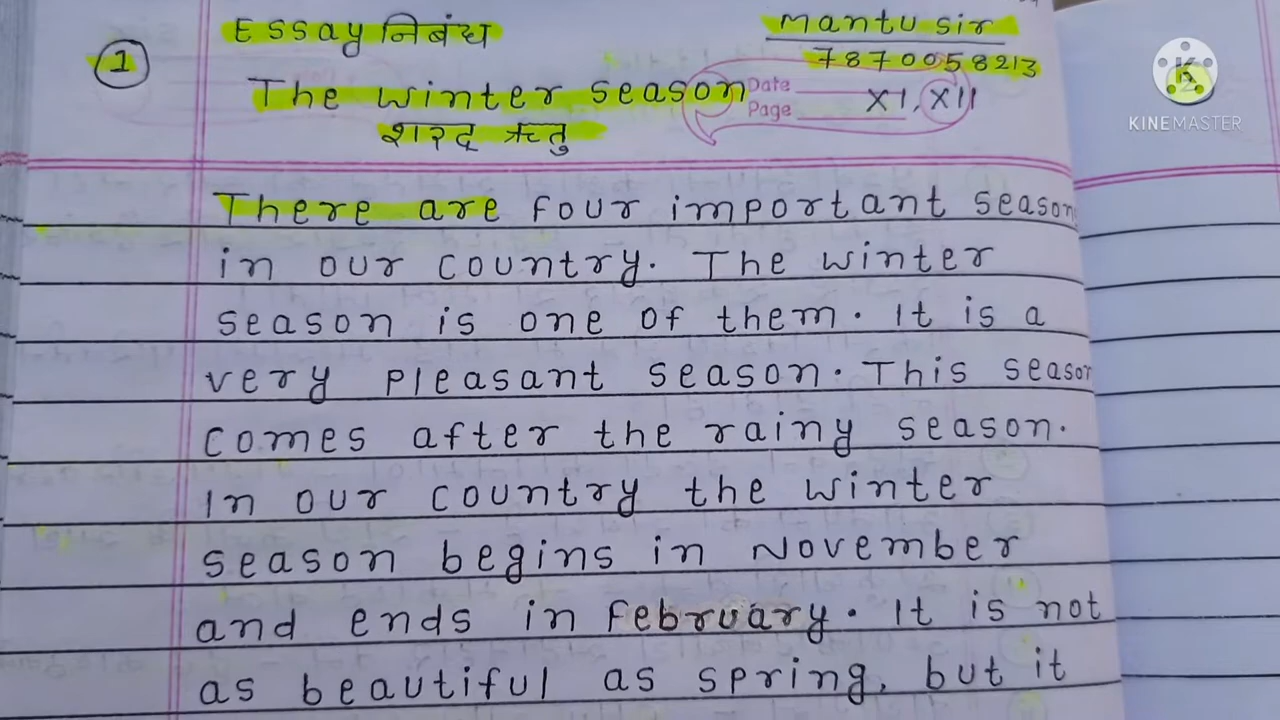 Essay निबंध
Mantu sir
7870058213
1
The winter season
Date
XI, XII
Page
शरद ऋतु
K
KINEMASTER
There are four important season
in our country. The winter
season is one of them. It is a
very pleasant season. This season
comes after the rainy season.
In our country the winter
season begins in November
and ends in February. It is not
as beautiful as spring, but it